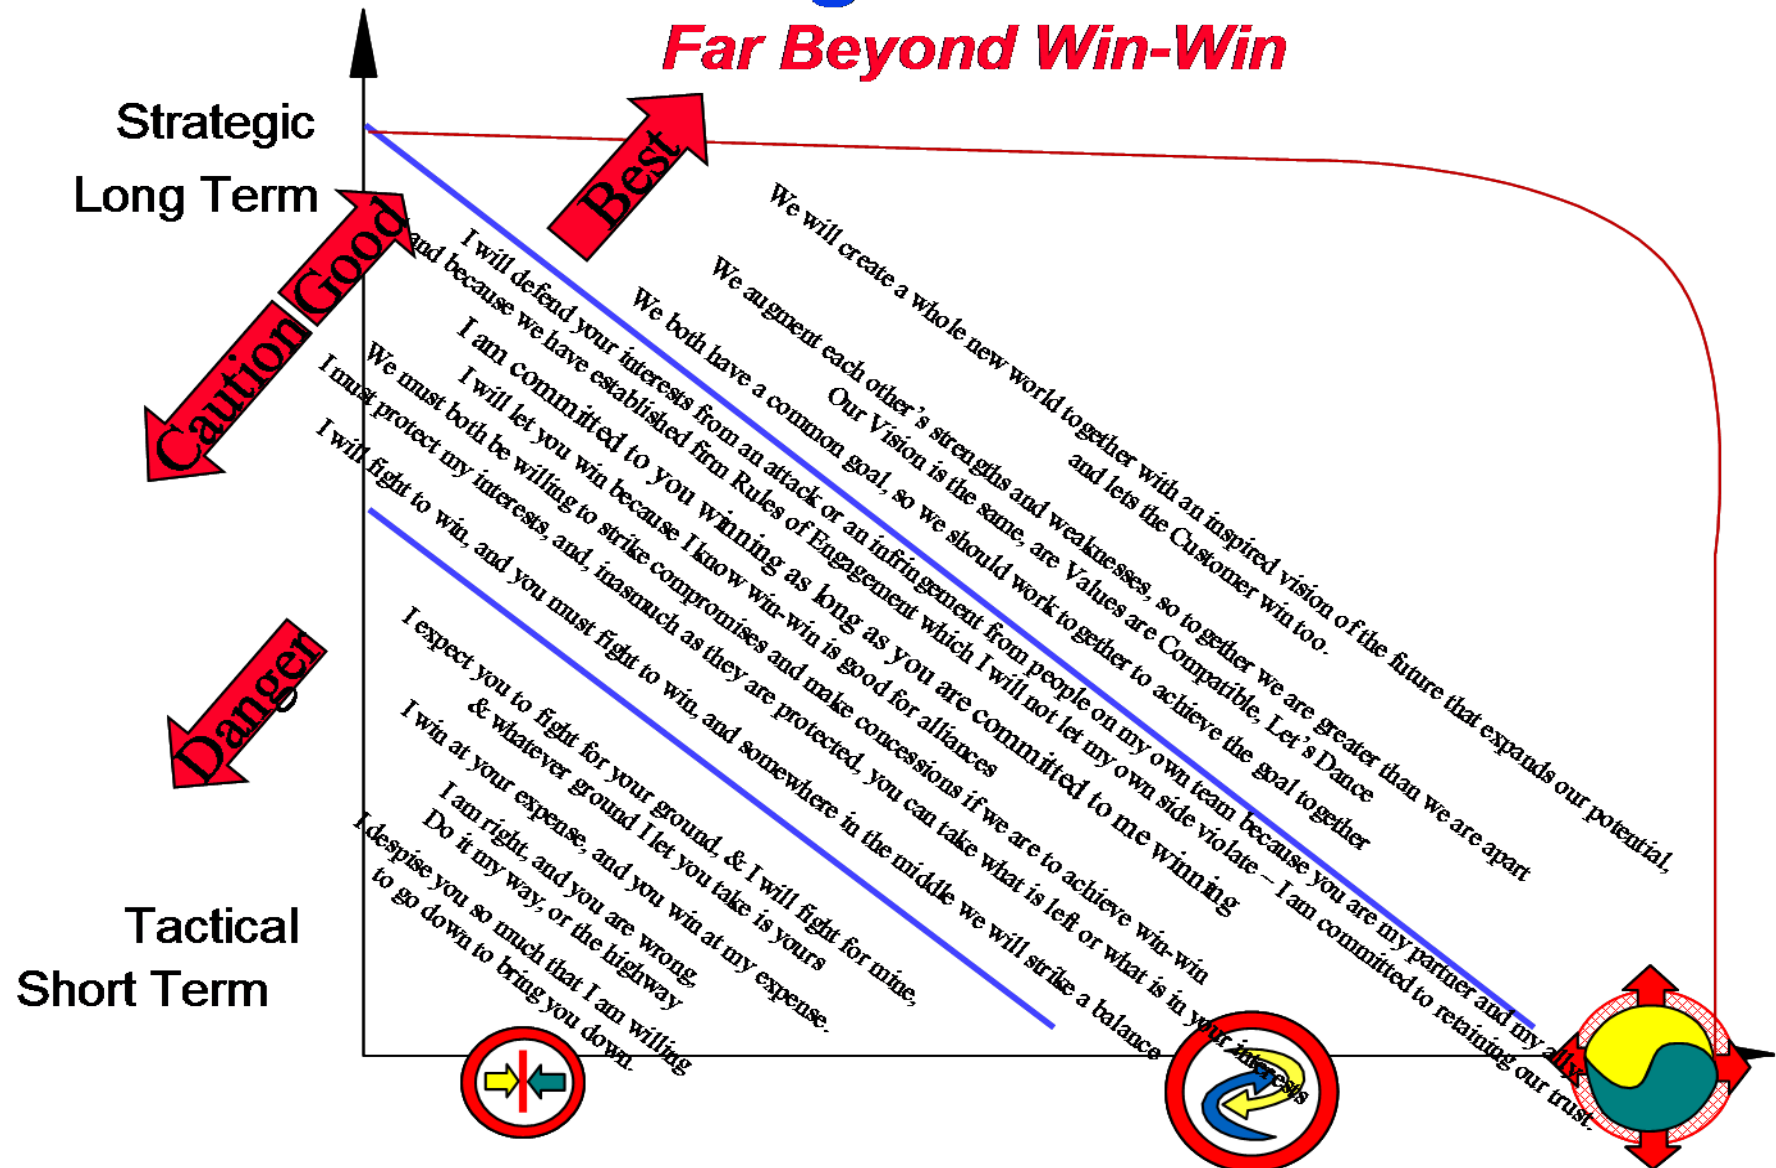 Far Beyond Win-Win
Strategic
Long Term
Best
Good
Caution
Danger
Tactical
Short Term
We will create a whole new world together with an inspired vision of the future that expands our potential,
and lets the Customer win too.
We augment each other's strengths and weaknesses, so together we are greater than we are apart
Our Vision is the same, are Values are Compatible, Let's Dance
We both have a common goal, so we should work together to achieve the goal together
I will defend your interests from an attack or an infringement from people on my own team because you are my partner and my ally
and because we have established firm Rules of Engagement which I will not let my own side violate – I am committed to retaining our trust.
I am committed to you winning as long as you are committed to me winning
I will let you win because I know win-win is good for alliances
We must both be willing to strike compromises and make concessions if we are to achieve win-win
I must protect my interests, and, inasmuch as they are protected, you can take what is left or what is in your interests
I will fight to win, and you must fight to win, and somewhere in the middle we will strike a balance
I expect you to fight for your ground, & I will fight for mine,
& whatever ground I let you take is yours
I win at your expense, and you win at my expense.
I am right, and you are wrong,
Do it my way, or the highway
I despise you so much that I am willing
to go down to bring you down.